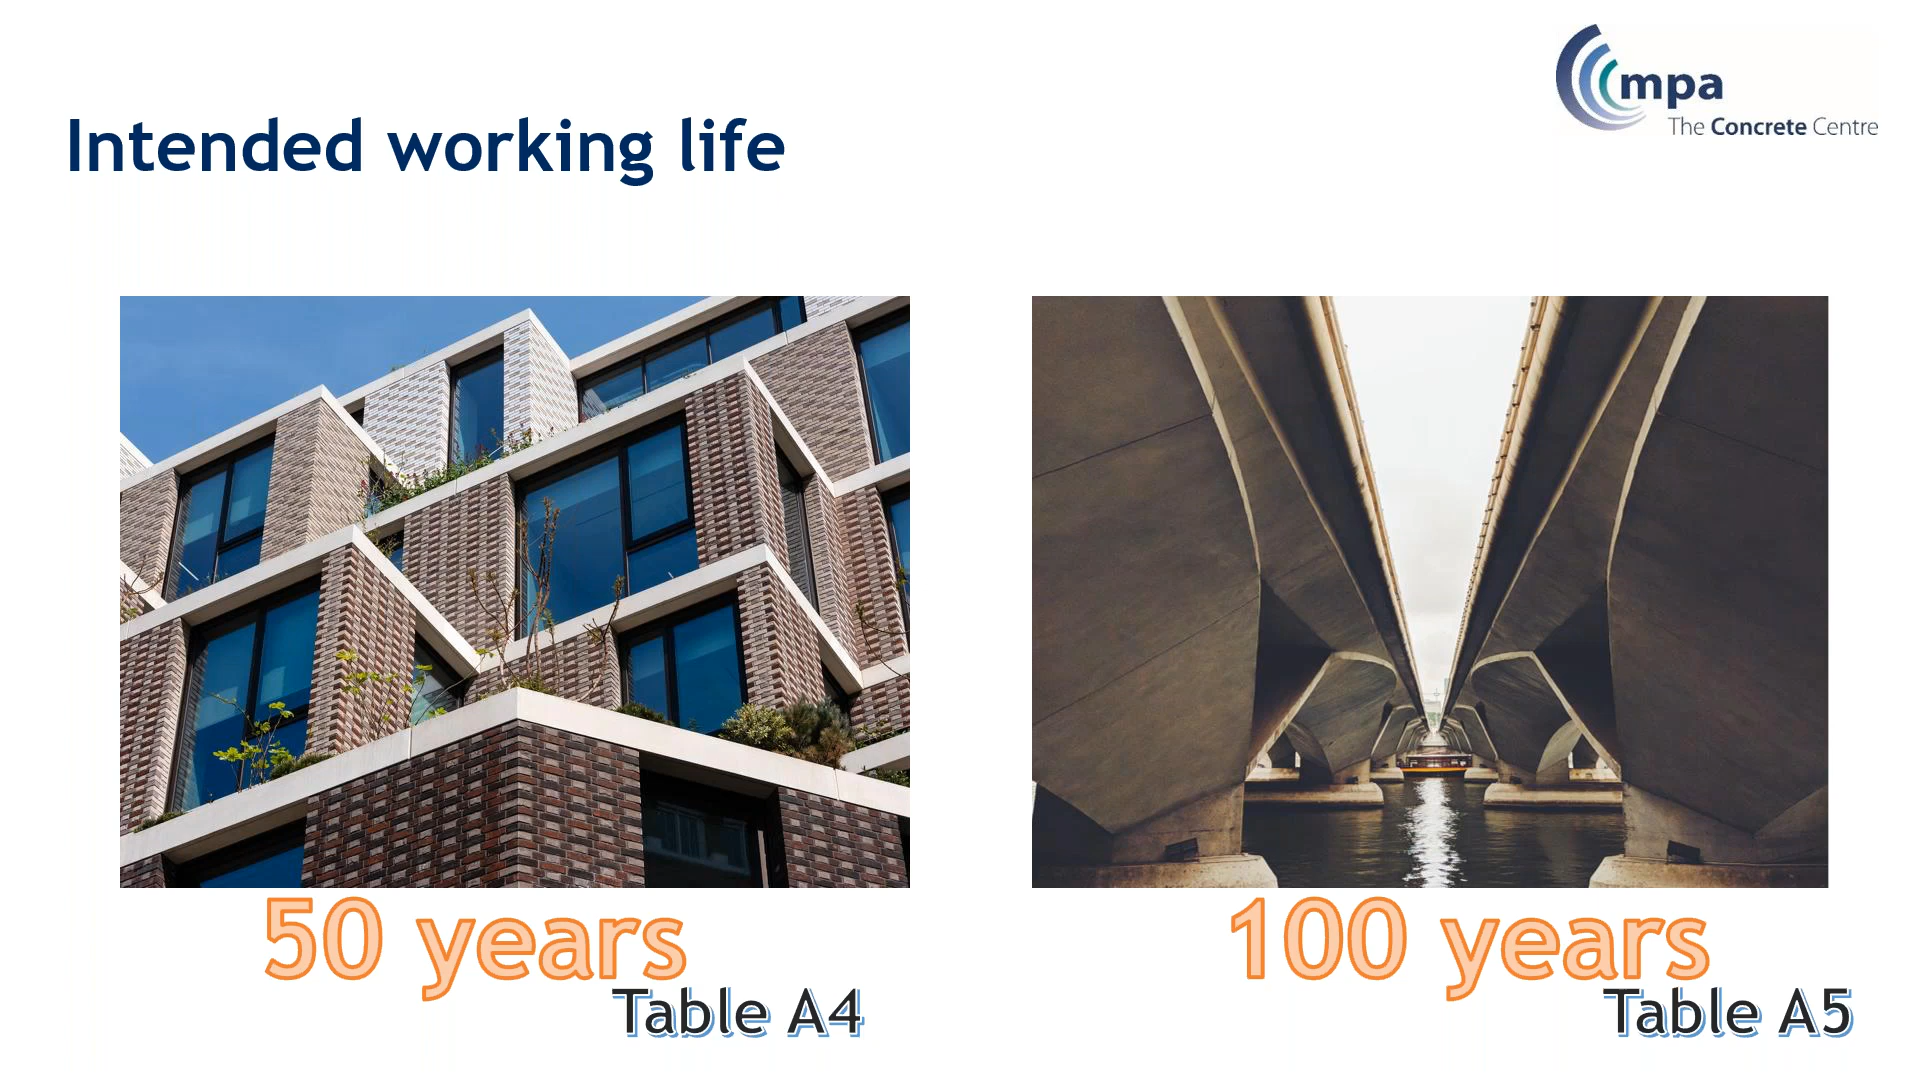 mpa
The Concrete Centre
Intended working life
50 years
Table A4
100 years
Table A5